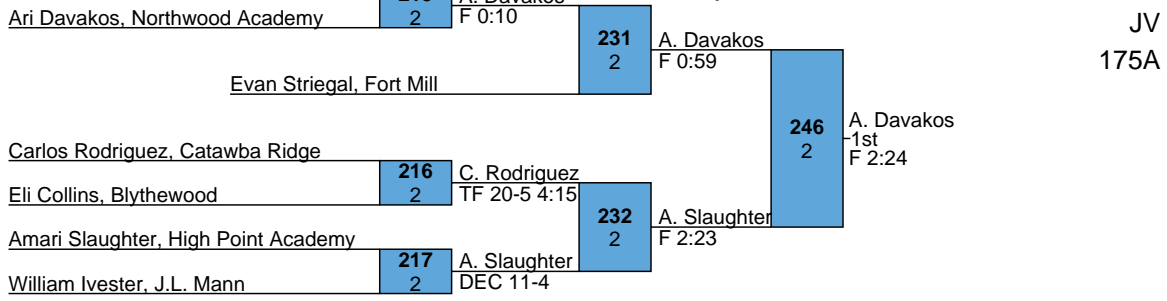 A. Davakos
Ari Davakos, Northwood Academy
2
F 0:10
JV
175A
231
2
A. Davakos
F 0:59
Evan Striegal, Fort Mill
246
2
A. Davakos
1st
F 2:24
Carlos Rodriguez, Catawba Ridge
216
2
C. Rodriguez
TF 20-5 4:15
Eli Collins, Blythewood
232
2
A. Slaughter
F 2:23
Amari Slaughter, High Point Academy
217
2
A. Slaughter
DEC 11-4
William Ivester, J.L. Mann